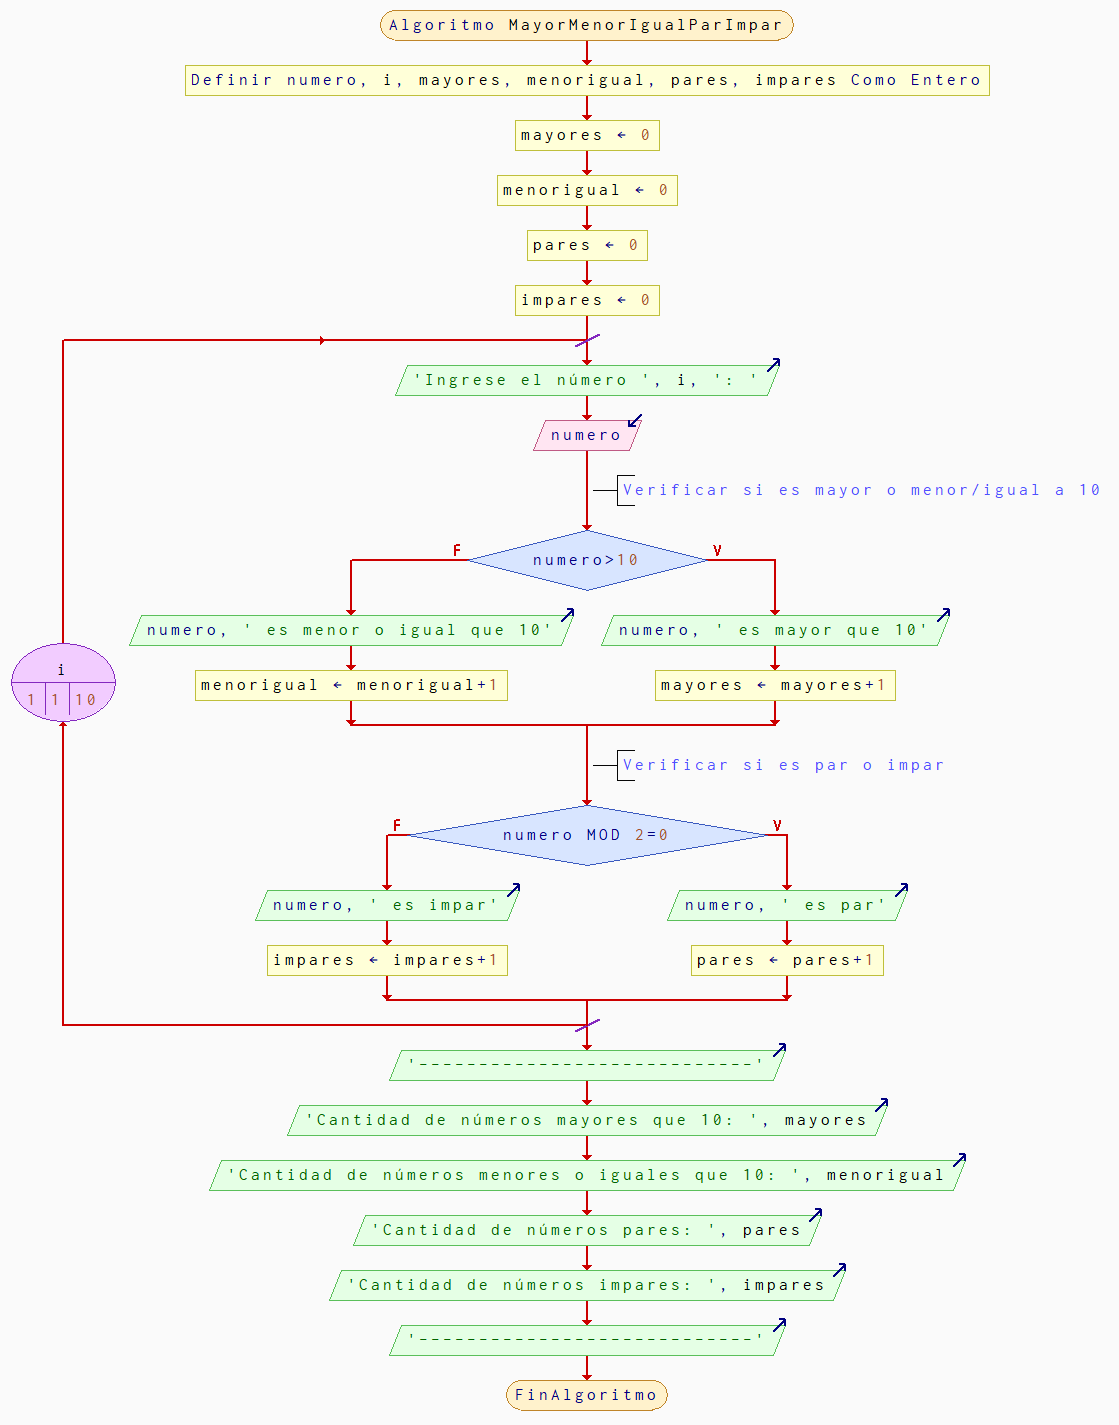 Algoritmo MayorMenorIgualParImpar
Definir numero, i, mayores, menorigual, pares, impares Como Entero
mayores ← 0
menorigual ← 0
pares ← 0
impares ← 0
'Ingrese el número ', i, ': '
numero
Verificar si es mayor o menor/igual a 10
F
V
numero>10
numero, ' es menor o igual que 10'
numero, ' es mayor que 10'
i
1 1 10
menorigual ← menorigual+1
mayores ← mayores+1
Verificar si es par o impar
F
V
numero MOD 2=0
numero, ' es impar'
numero, ' es par'
impares ← impares+1
pares ← pares+1
'----------------------------'
'Cantidad de números mayores que 10: ', mayores
'Cantidad de números menores o iguales que 10: ', menorigual
'Cantidad de números pares: ', pares
'Cantidad de números impares: ', impares
'----------------------------'
FinAlgoritmo